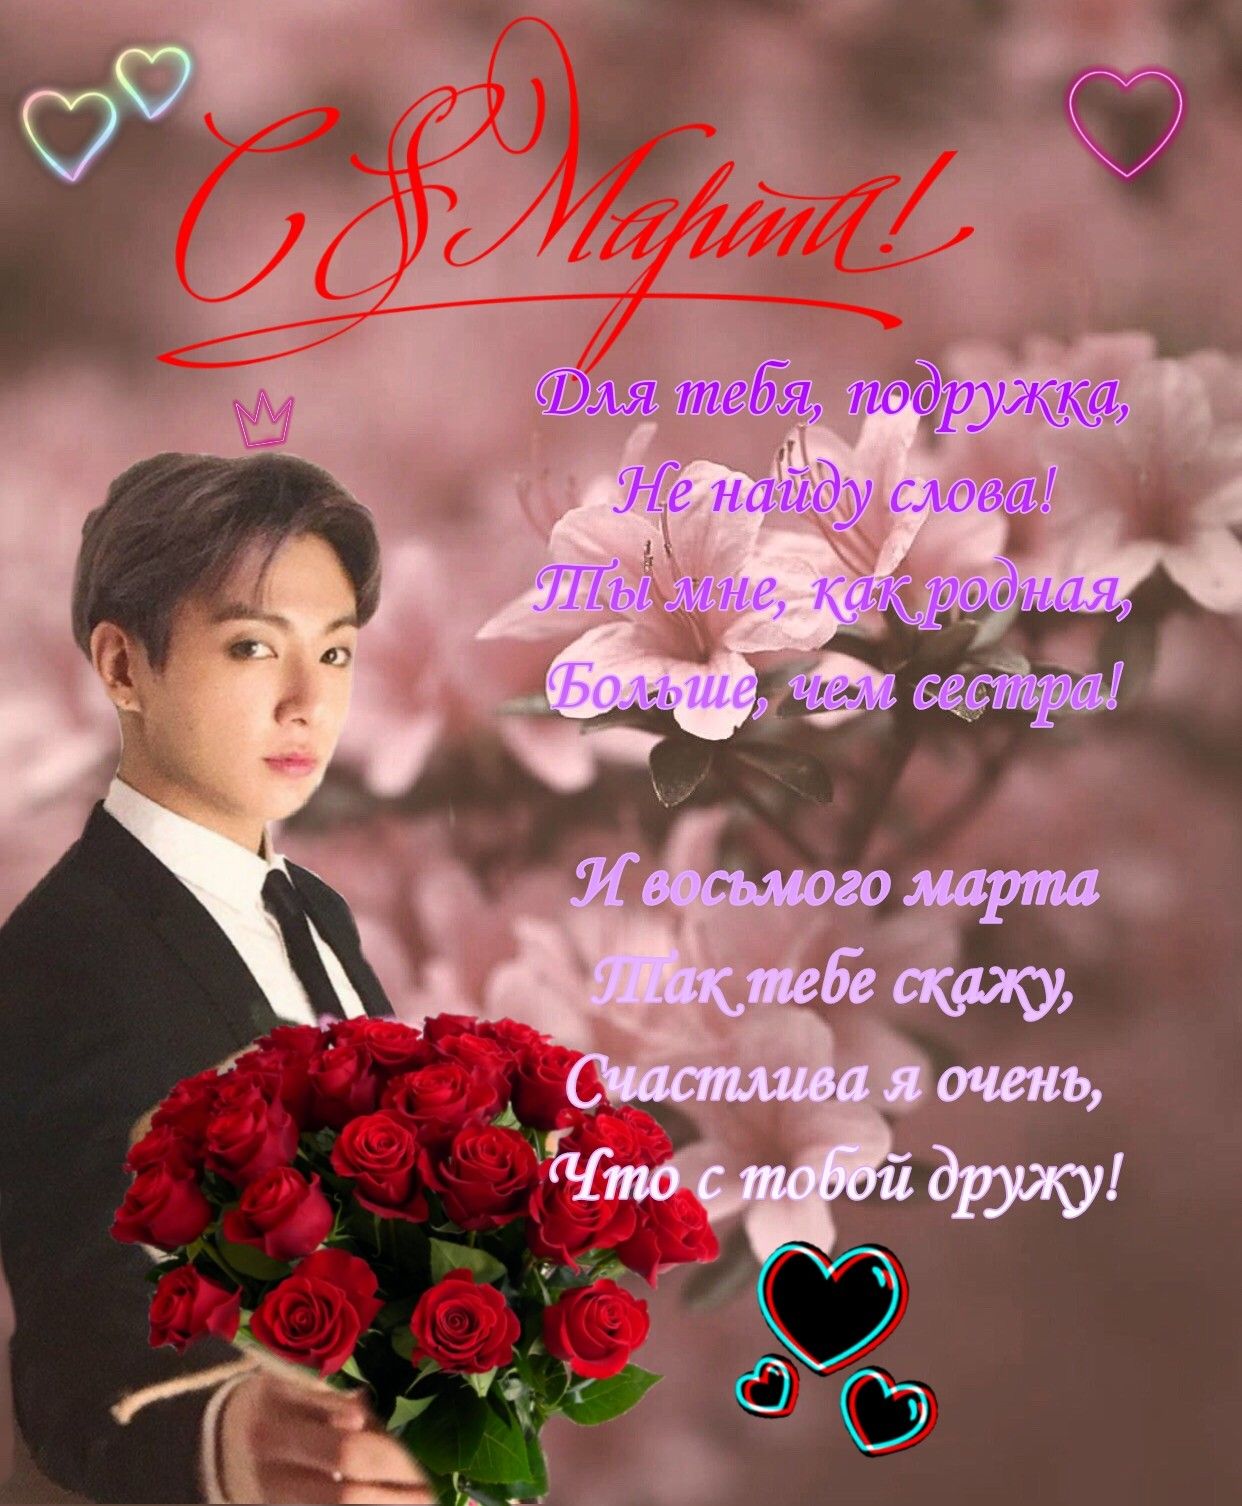 С 8 Марта!
Для тебя, подружка,
Не найду слова!
Ты мне, как родная,
Больше, чем сестра!
И восьмого марта
Так тебе скажу,
Счастлива я очень,
Что с тобой дружу!